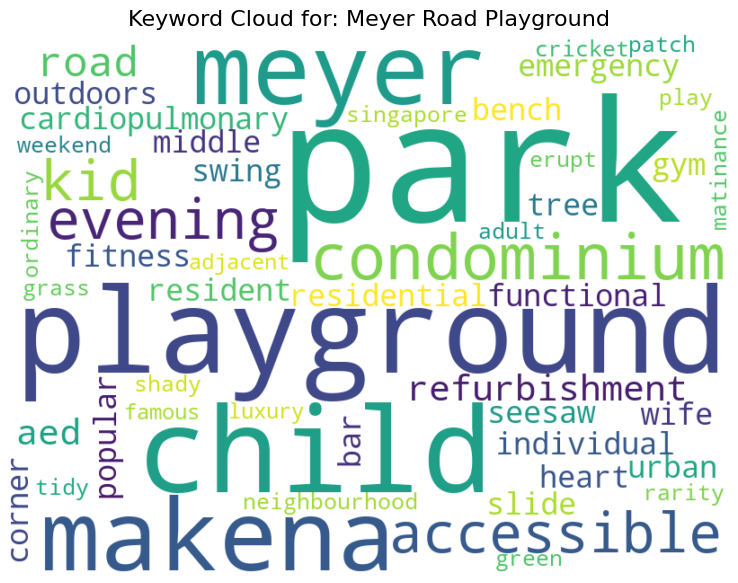 Keyword Cloud for: Meyer Road Playground
road
meyer
cricket
patch
emergency
outdoors
play
cardiopulmonary
singapore
bench
matinance
weekend
middle
park
swing
erupt
gym
kid
ordinary
tree
evening
adult
fitness
adjacent
condominium
grass
resident
residential
functional
playground
shady
refurbishment
popular
famous
luxury
child
seesaw
wife
aed
bar
individual
urban
corner
heart
tidy
rarity
neighbourhood
slide
makena
accessible
green